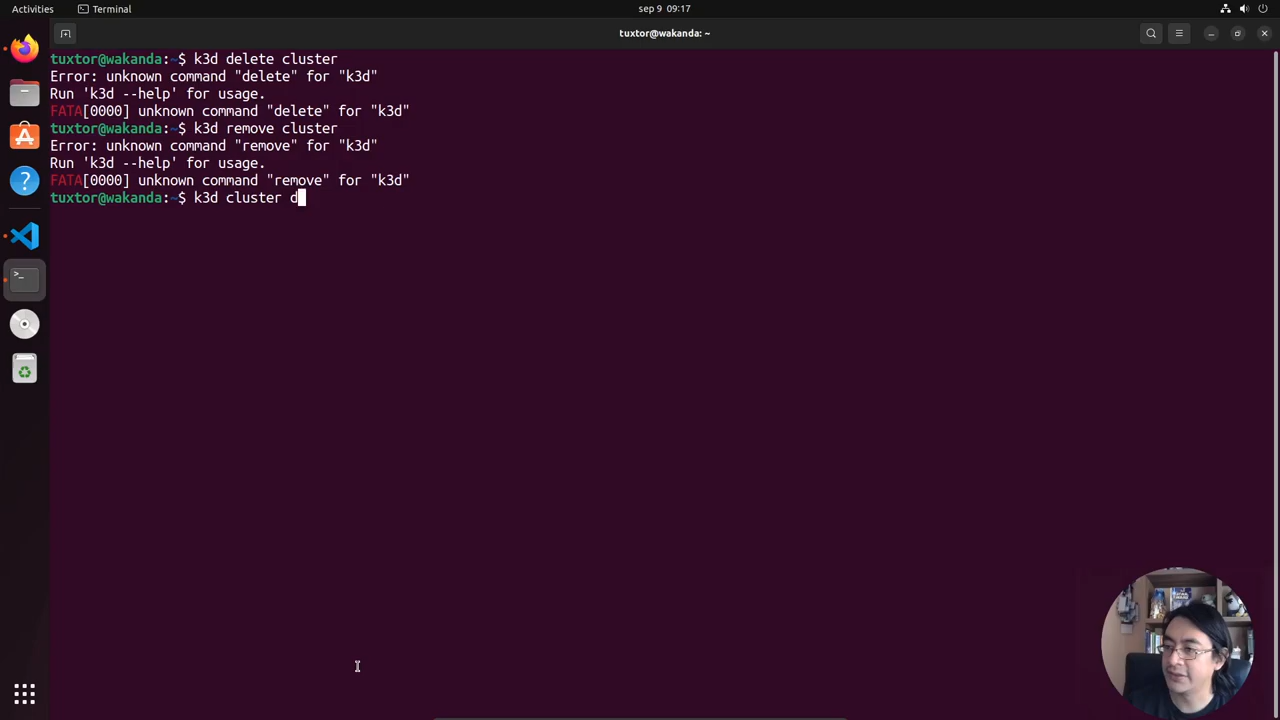 Activities
Terminal
sep 9 09:17
tuxtor@wakanda: ~
tuxtor@wakanda:~$ k3d delete cluster
Error: unknown command "delete" for "k3d"
Run 'k3d --help' for usage.
FATA[0000] unknown command "delete" for "k3d"
tuxtor@wakanda:~$ k3d remove cluster
Error: unknown command "remove" for "k3d"
Run 'k3d --help' for usage.
FATA[0000] unknown command "remove" for "k3d"
tuxtor@wakanda:~$ k3d cluster d